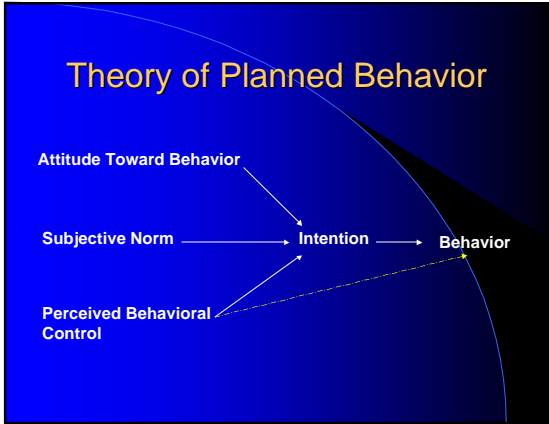 Theory of Planned Behavior
Attitude Toward Behavior
Subjective Norm
Intention
Behavior
Perceived Behavioral
Control